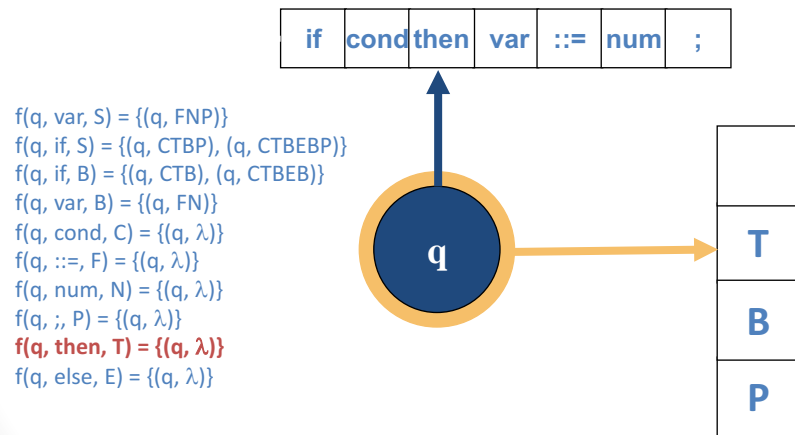 if cond then var ::= num ;
f(q, var, S) = {(q, FNP)}
f(q, if, S) = {(q, CTBP), (q, CTBEBP)}
f(q, if, B) = {(q, CTB), (q, CTBEB)}
f(q, var, B) = {(q, FN)}
f(q, cond, C) = {(q, λ)}
f(q, ::=, F) = {(q, λ)}
f(q, num, N) = {(q, λ)}
f(q, ;, P) = {(q, λ)}
f(q, then, T) = {(q, λ)}
f(q, else, E) = {(q, λ)}
q
T
B
P